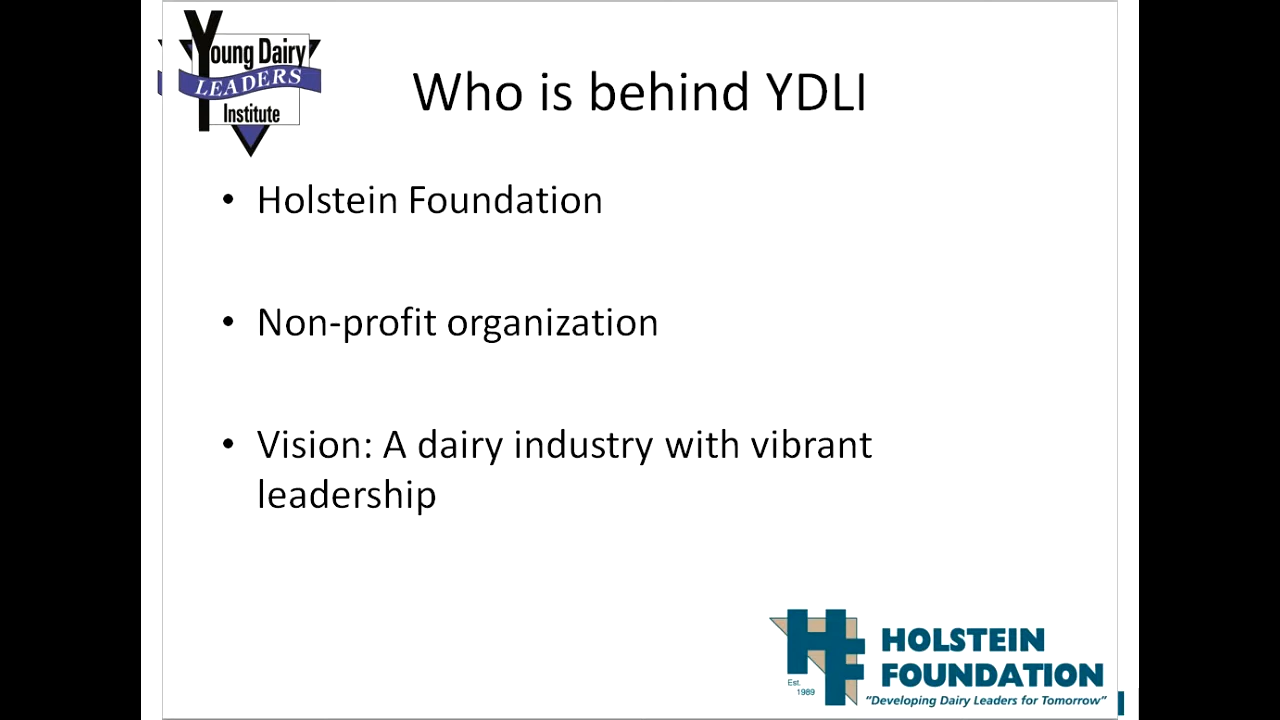 Young Dairy
LEADERS
Institute
Who is behind YDLI
• Holstein Foundation
• Non-profit organization
• Vision: A dairy industry with vibrant
leadership
HF
Est.
1989
HOLSTEIN
FOUNDATION
"Developing Dairy Leaders for Tomorrow"